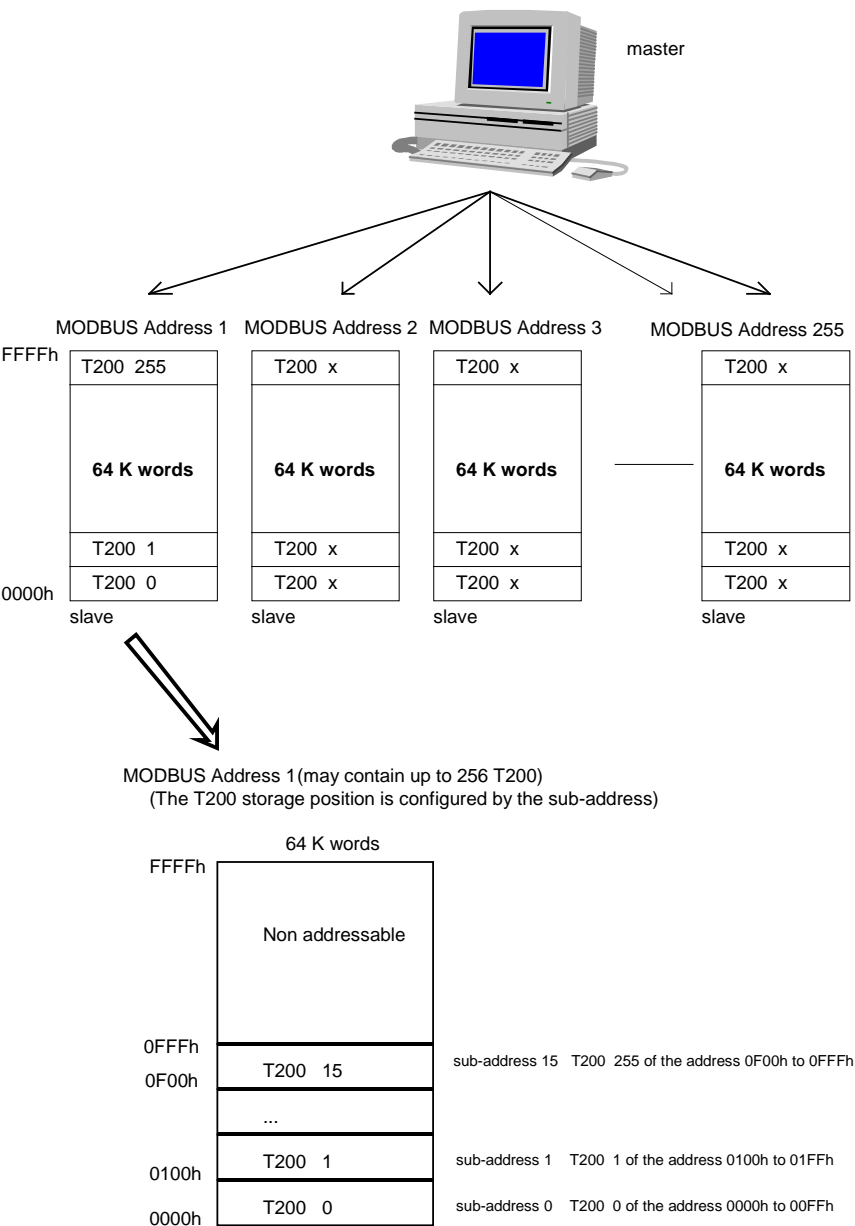 master
MODBUS Address 1 MODBUS Address 2 MODBUS Address 3 MODBUS Address 255
FFFFh
T200 255 T200 x T200 x T200 x
64 K words 64 K words 64 K words 64 K words
T200 1 T200 x T200 x T200 x
T200 0 T200 x T200 x T200 x
0000h
slave slave slave slave
MODBUS Address 1(may contain up to 256 T200)
(The T200 storage position is configured by the sub-address)
64 K words
FFFFh
Non addressable
0FFFh
T200 15 sub-address 15 T200 255 of the address 0F00h to 0FFFh
0F00h
...
T200 1 sub-address 1 T200 1 of the address 0100h to 01FFh
0100h
T200 0 sub-address 0 T200 0 of the address 0000h to 00FFh
0000h